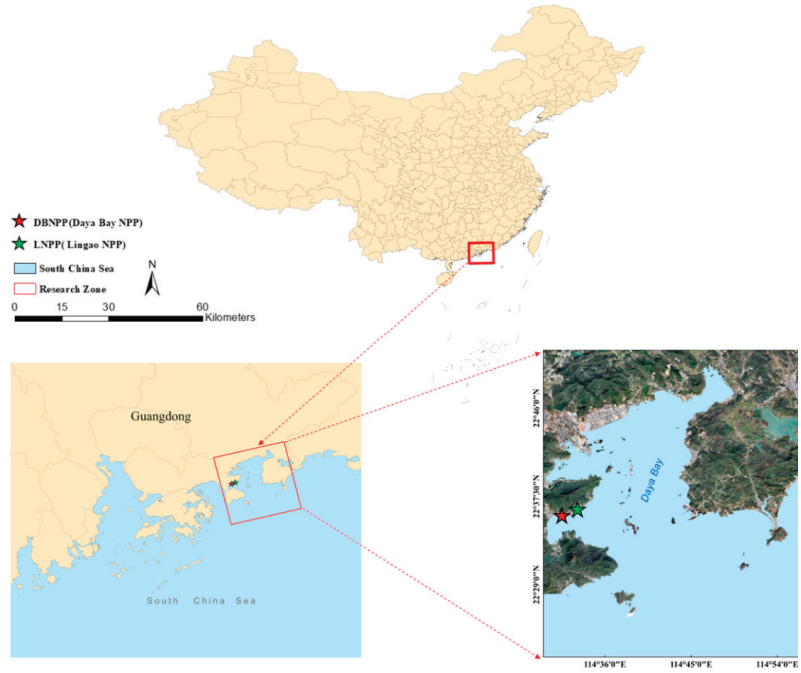 DBNPP(Daya Bay NPP)
LNPP( Lingao NPP)
South China Sea
Research Zone
N
0 15 30 60
Kilometers
Guangdong
South China Sea
22°46'0"N
22°37'30"N
22°29'0"N
Daya Bay
114°36'0"E 114°45'0"E 114°54'0"E